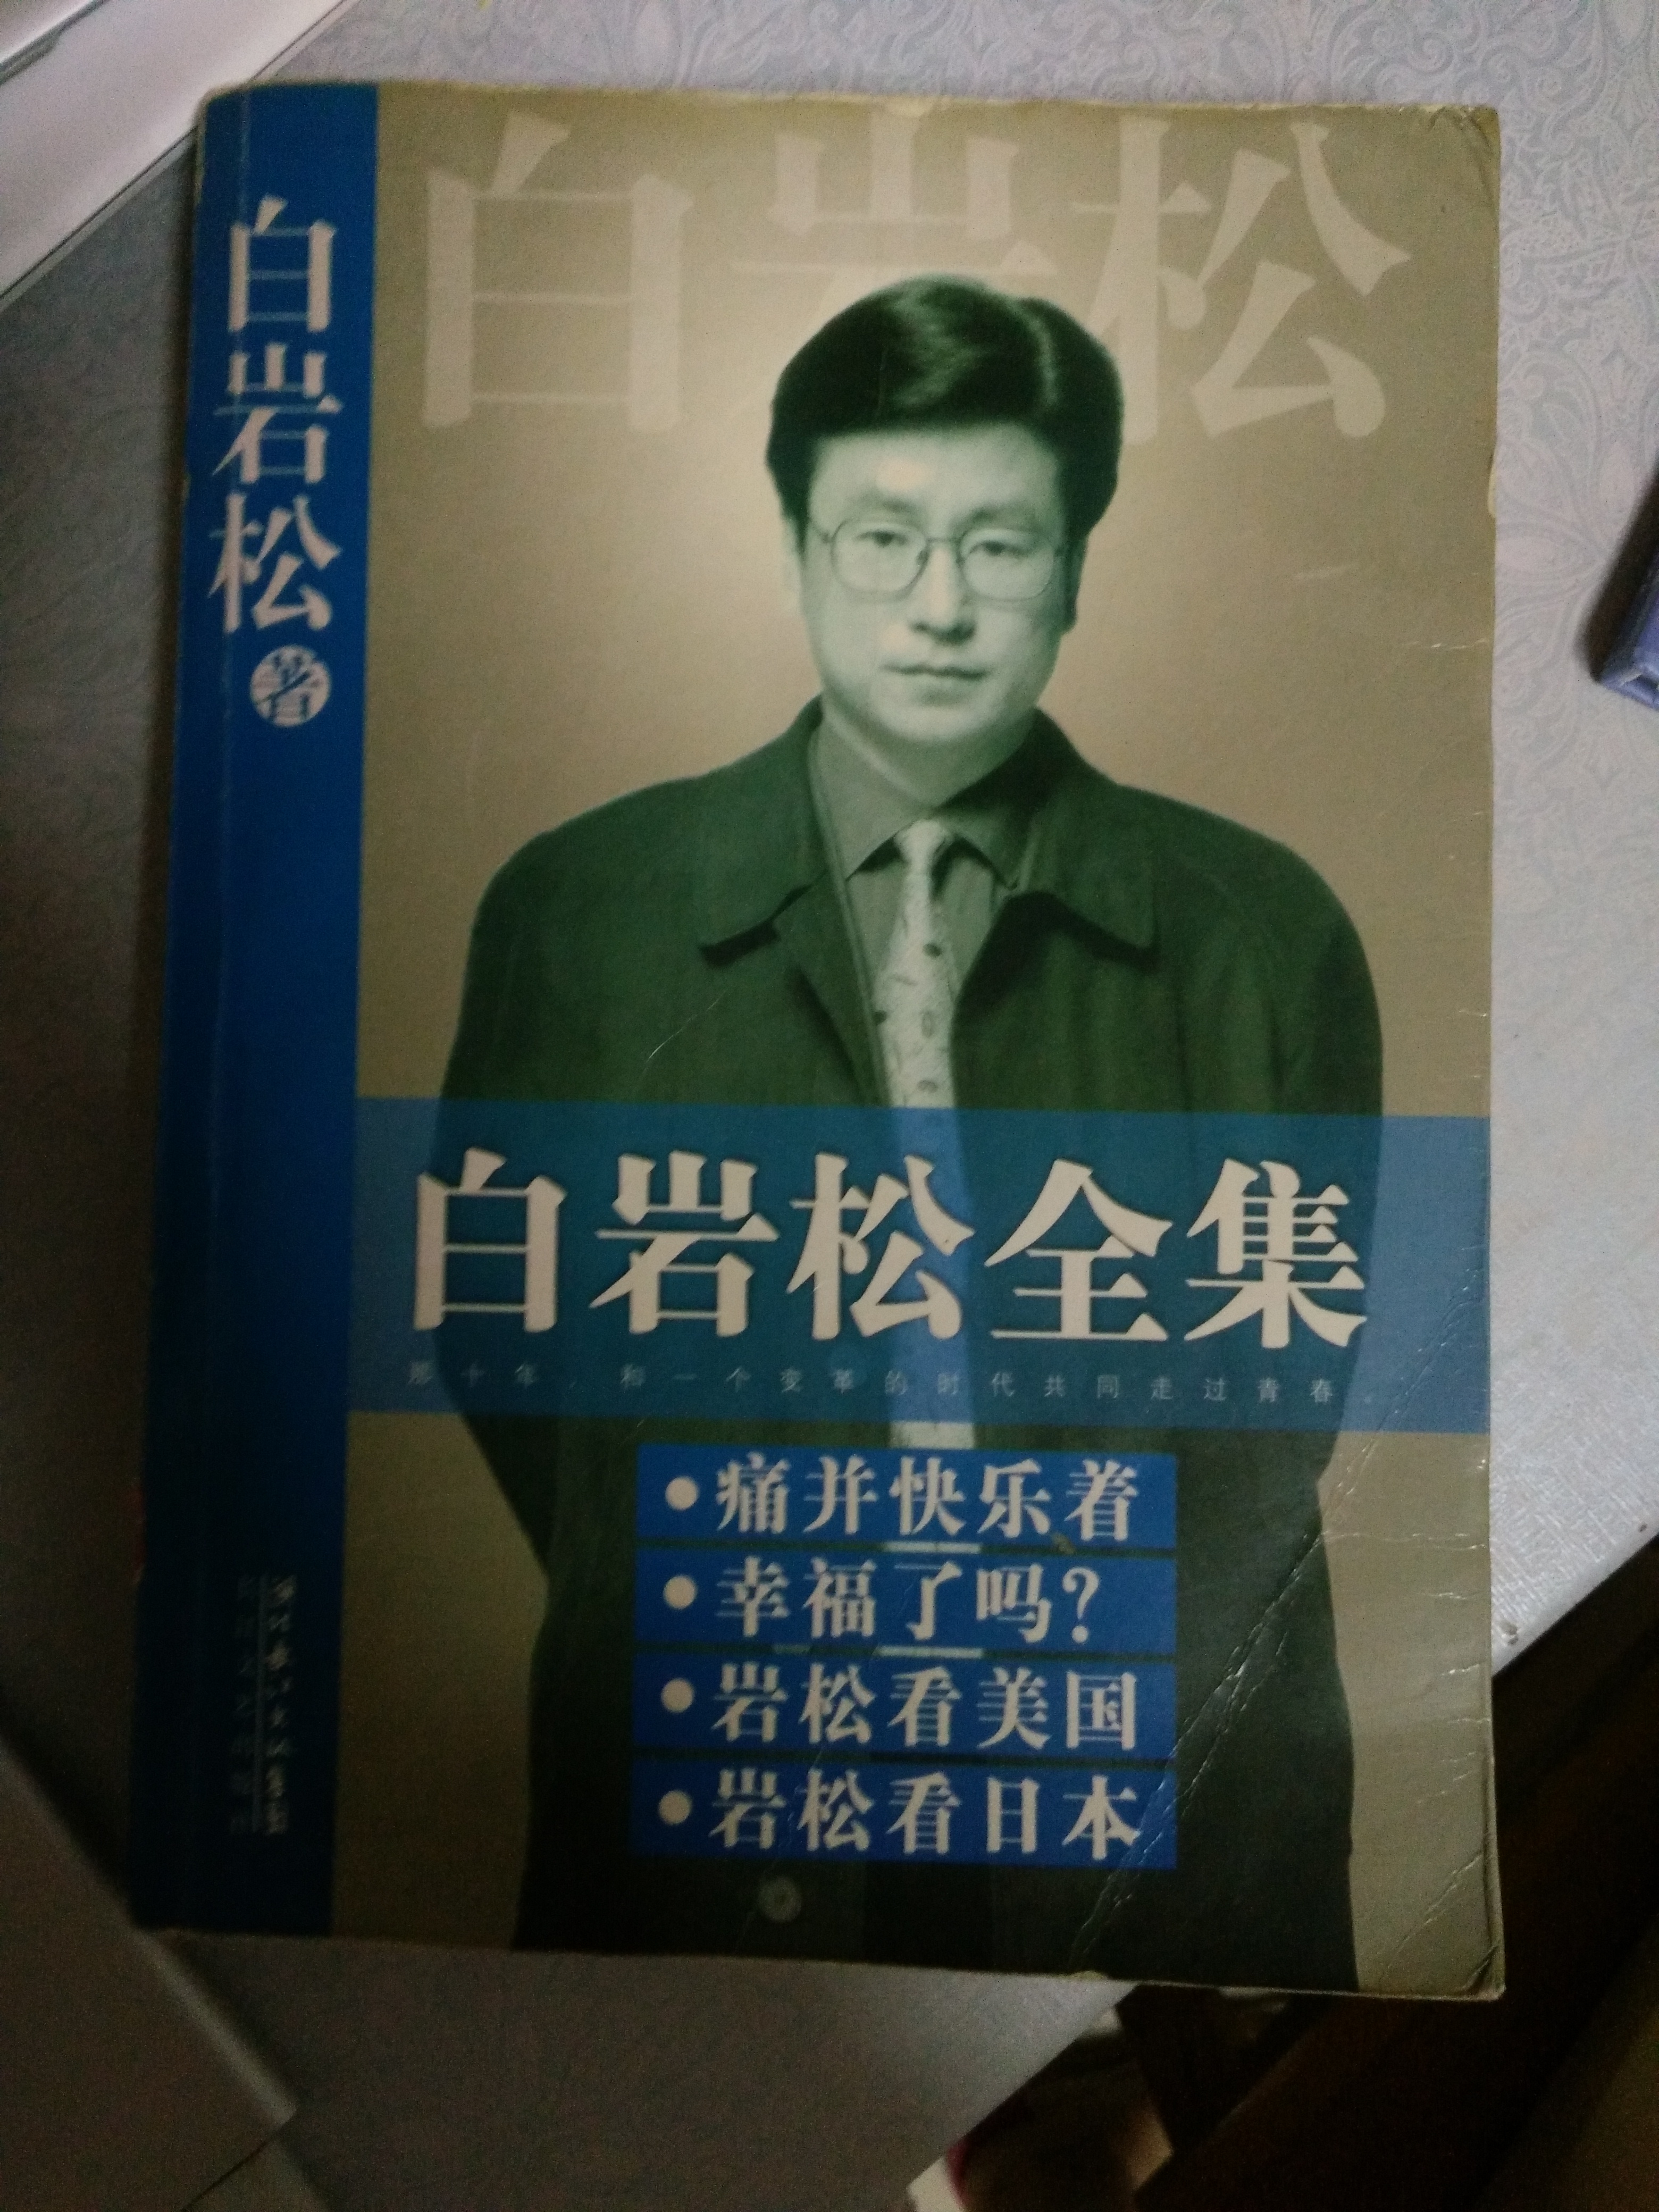 白岩松
白岩松
著
白岩松全集
那十年，和一个变革的时代共同走过青春
•痛并快乐着
•幸福了吗？
•岩松看美国
•岩松看日本